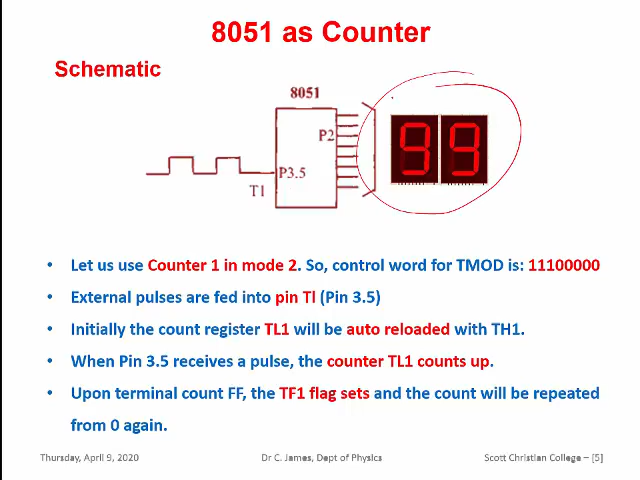 8051 as Counter
Schematic
8051
P2
P3.5
T1
99
• Let us use Counter 1 in mode 2. So, control word for TMOD is: 11100000
• External pulses are fed into pin Tl (Pin 3.5)
• Initially the count register TL1 will be auto reloaded with TH1.
• When Pin 3.5 receives a pulse, the counter TL1 counts up.
• Upon terminal count FF, the TF1 flag sets and the count will be repeated
from 0 again.
Thursday, April 9, 2020 Dr C. James, Dept of Physics Scott Christian College – [5]